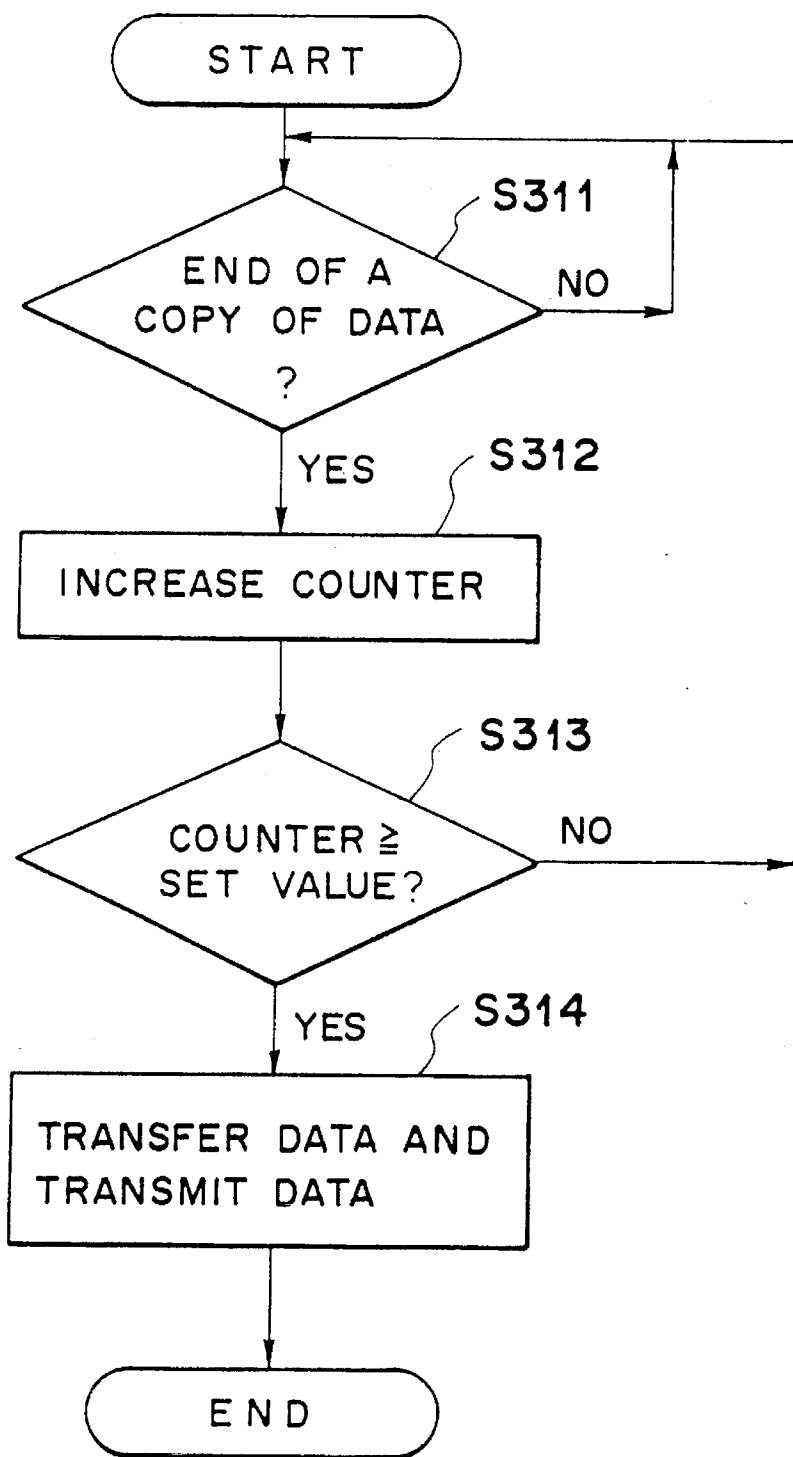 START
S311
END OF A
COPY OF DATA
?
NO
YES
S312
INCREASE COUNTER
S313
COUNTER ≧
SET VALUE?
NO
YES
S314
TRANSFER DATA AND
TRANSMIT DATA
END